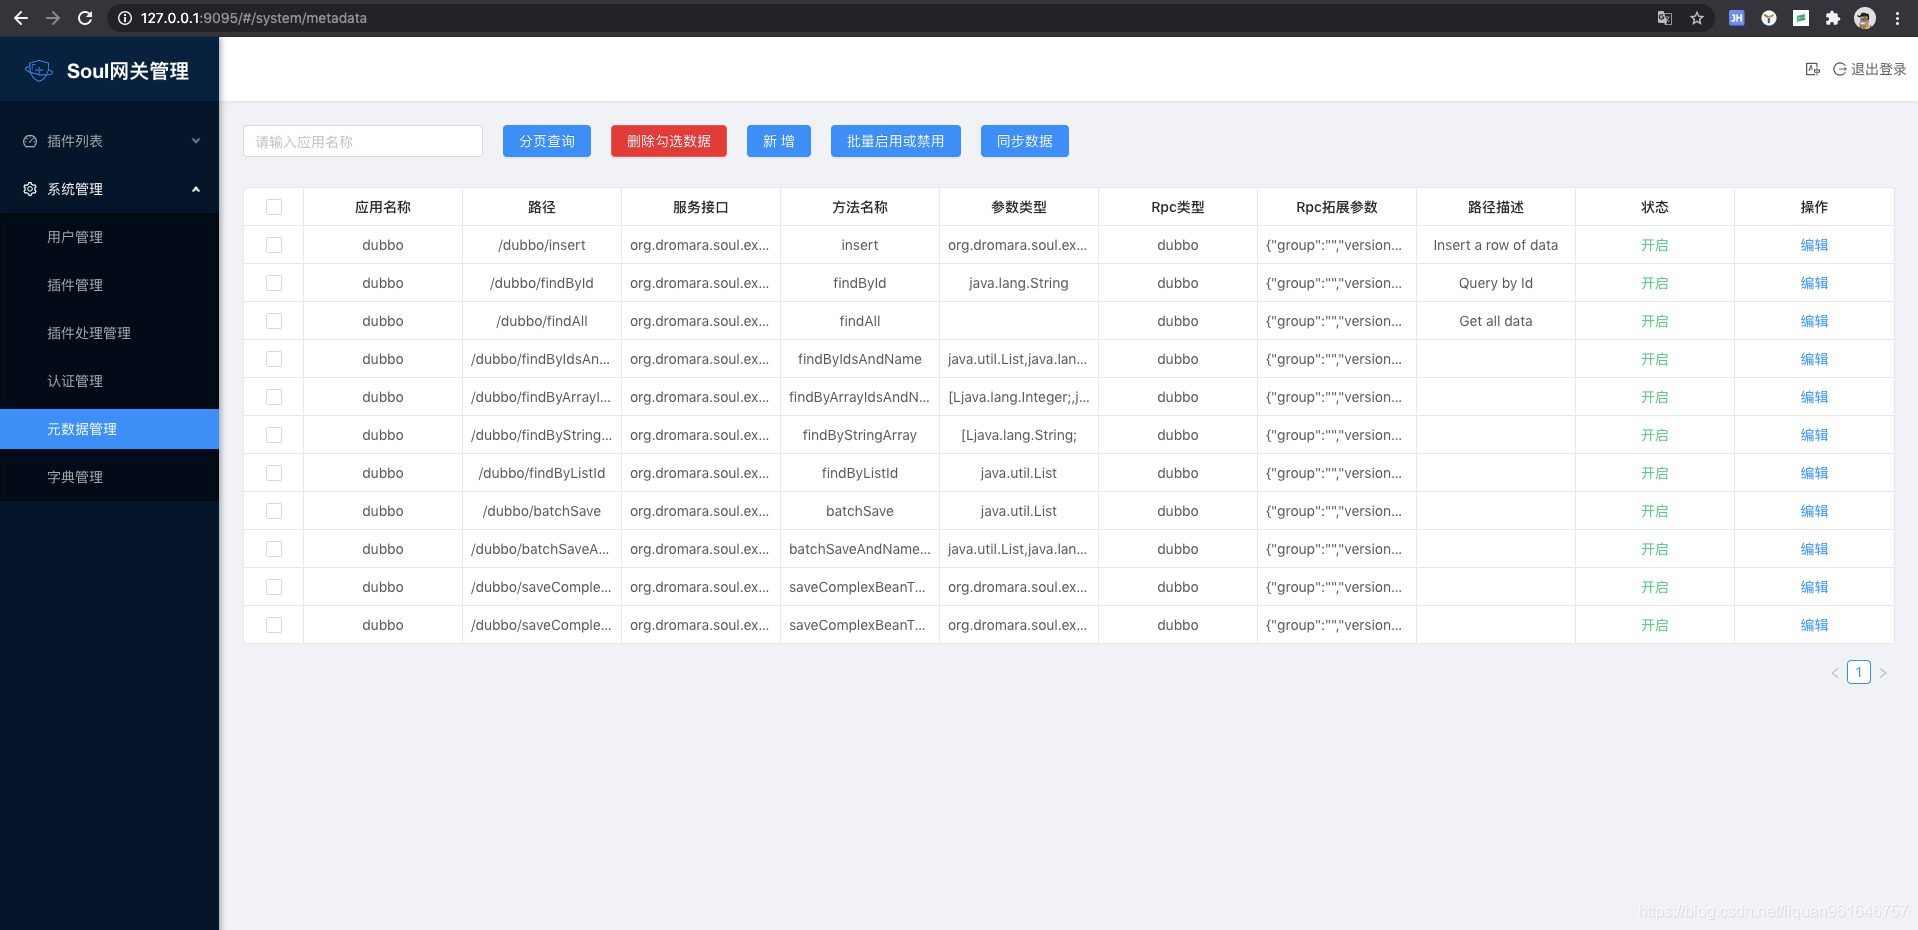 127.0.0.1:9095/#/system/metadata
JH
Soul网关管理
退出登录
插件列表
系统管理
用户管理
插件管理
插件处理管理
认证管理
元数据管理
字典管理
请输入应用名称 分页查询 删除勾选数据 新 增 批量启用或禁用 同步数据
应用名称 路径 服务接口 方法名称 参数类型 Rpc类型 Rpc拓展参数 路径描述 状态 操作
dubbo /dubbo/insert org.dromara.soul.ex... insert org.dromara.soul.ex... dubbo {"group":"","version... Insert a row of data 开启 编辑
dubbo /dubbo/findById org.dromara.soul.ex... findById java.lang.String dubbo {"group":"","version... Query by Id 开启 编辑
dubbo /dubbo/findAll org.dromara.soul.ex... findAll dubbo {"group":"","version... Get all data 开启 编辑
dubbo /dubbo/findByIdsAn... org.dromara.soul.ex... findByIdsAndName java.util.List,java.lan... dubbo {"group":"","version... 开启 编辑
dubbo /dubbo/findByArrayI... org.dromara.soul.ex... findByArrayIdsAndN... [Ljava.lang.Integer;,j... dubbo {"group":"","version... 开启 编辑
dubbo /dubbo/findByString... org.dromara.soul.ex... findByStringArray [Ljava.lang.String; dubbo {"group":"","version... 开启 编辑
dubbo /dubbo/findByListId org.dromara.soul.ex... findByListId java.util.List dubbo {"group":"","version... 开启 编辑
dubbo /dubbo/batchSave org.dromara.soul.ex... batchSave java.util.List dubbo {"group":"","version... 开启 编辑
dubbo /dubbo/batchSaveA... org.dromara.soul.ex... batchSaveAndName... java.util.List,java.lan... dubbo {"group":"","version... 开启 编辑
dubbo /dubbo/saveComple... org.dromara.soul.ex... saveComplexBeanT... org.dromara.soul.ex... dubbo {"group":"","version... 开启 编辑
dubbo /dubbo/saveComple... org.dromara.soul.ex... saveComplexBeanT... org.dromara.soul.ex... dubbo {"group":"","version... 开启 编辑
< 1 >
https://blog.csdn.net/liquan961646757